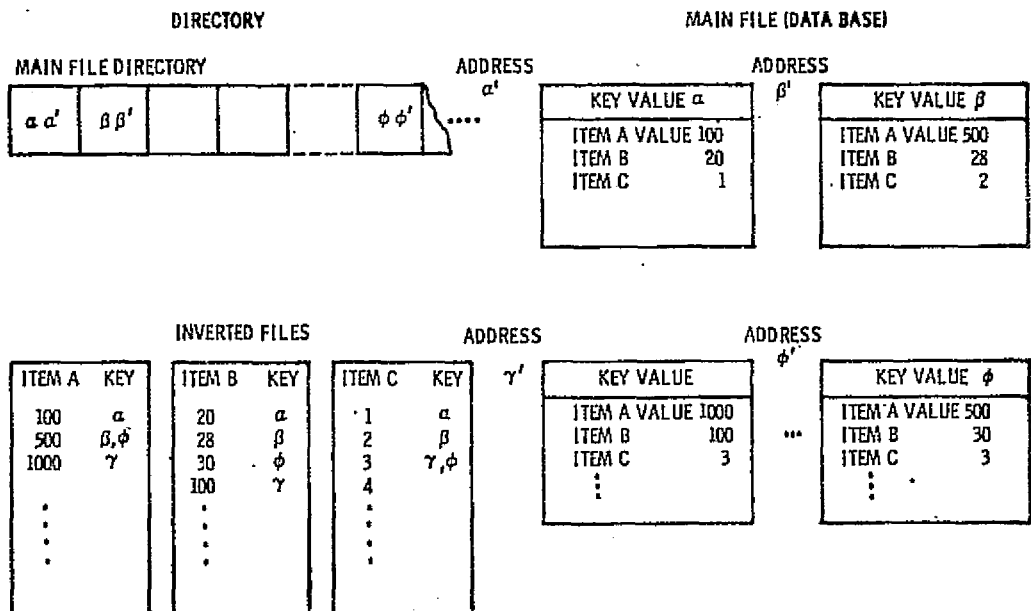 DIRECTORY
MAIN FILE (DATA BASE)
MAIN FILE DIRECTORY
α α'
β β'
φ φ'
....
ADDRESS
α'
KEY VALUE α
ITEM A VALUE 100
ITEM B 20
ITEM C 1
ADDRESS
β'
KEY VALUE β
ITEM A VALUE 500
ITEM B 28
ITEM C 2
INVERTED FILES
ITEM A KEY
100 α
500 β,φ
1000 γ
ITEM B KEY
20 α
28 β
30 φ
100 γ
ITEM C KEY
1 α
2 β
3 γ,φ
4
ADDRESS
γ'
KEY VALUE
ITEM A VALUE 1000
ITEM B 100
ITEM C 3
...
ADDRESS
φ'
KEY VALUE φ
ITEM A VALUE 500
ITEM B 30
ITEM C 3